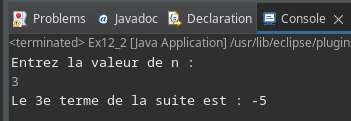 Problems @ Javadoc Declaration Console
<terminated> Ex12_2 [Java Application] /usr/lib/eclipse/plugin
Entrez la valeur de n :
3
Le 3e terme de la suite est : -5